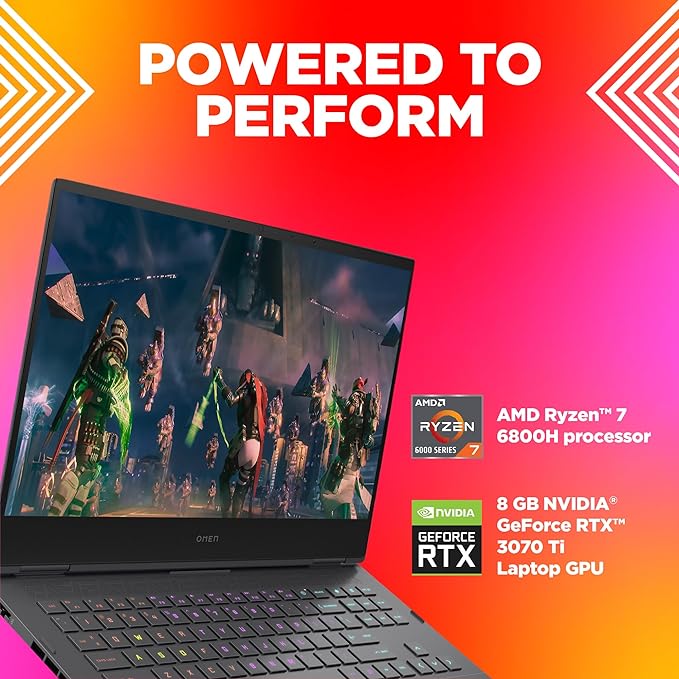 POWERED TO
PERFORM
AMD
RYZEN
6000 SERIES 7
AMD Ryzen™ 7
6800H processor
NVIDIA
GEFORCE
RTX
8 GB NVIDIA®
GeForce RTX™
3070 Ti
Laptop GPU
OMEN